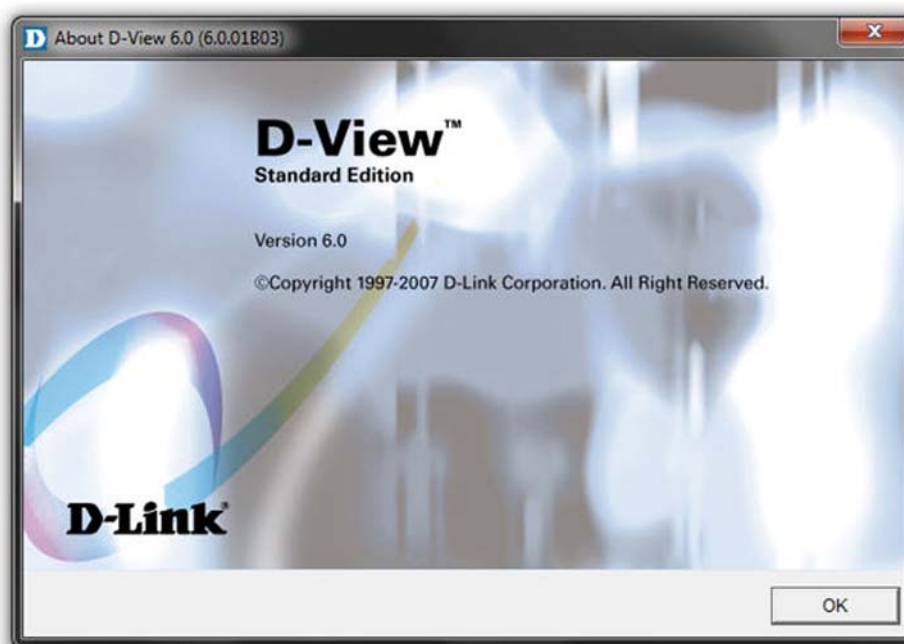 About D-View 6.0 (6.0.01B03)
D-View™
Standard Edition
Version 6.0
©Copyright 1997-2007 D-Link Corporation. All Right Reserved.
D-Link®
OK